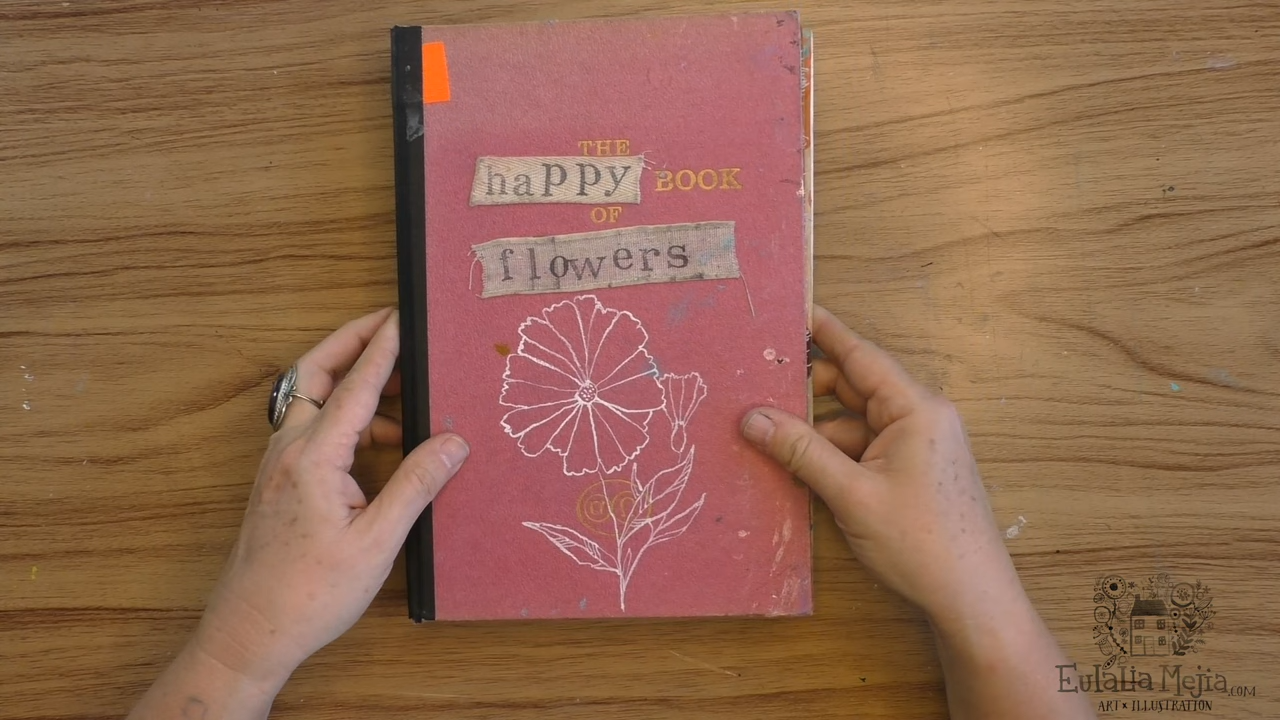 THE
happy BOOK
OF
flowers
Eulalia Mejia.com
ART x ILLUSTRATION